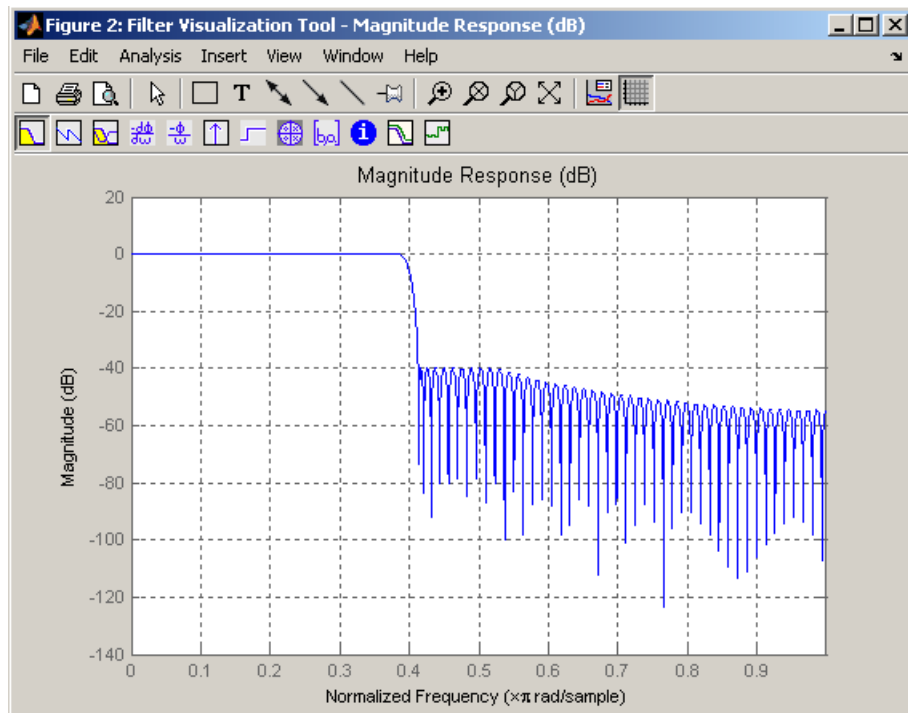 Figure 2: Filter Visualization Tool - Magnitude Response (dB)
File Edit Analysis Insert View Window Help
T
Magnitude Response (dB)
20
0
-20
-40
-60
-80
-100
-120
-140
Magnitude (dB)
0 0.1 0.2 0.3 0.4 0.5 0.6 0.7 0.8 0.9
Normalized Frequency (×π rad/sample)